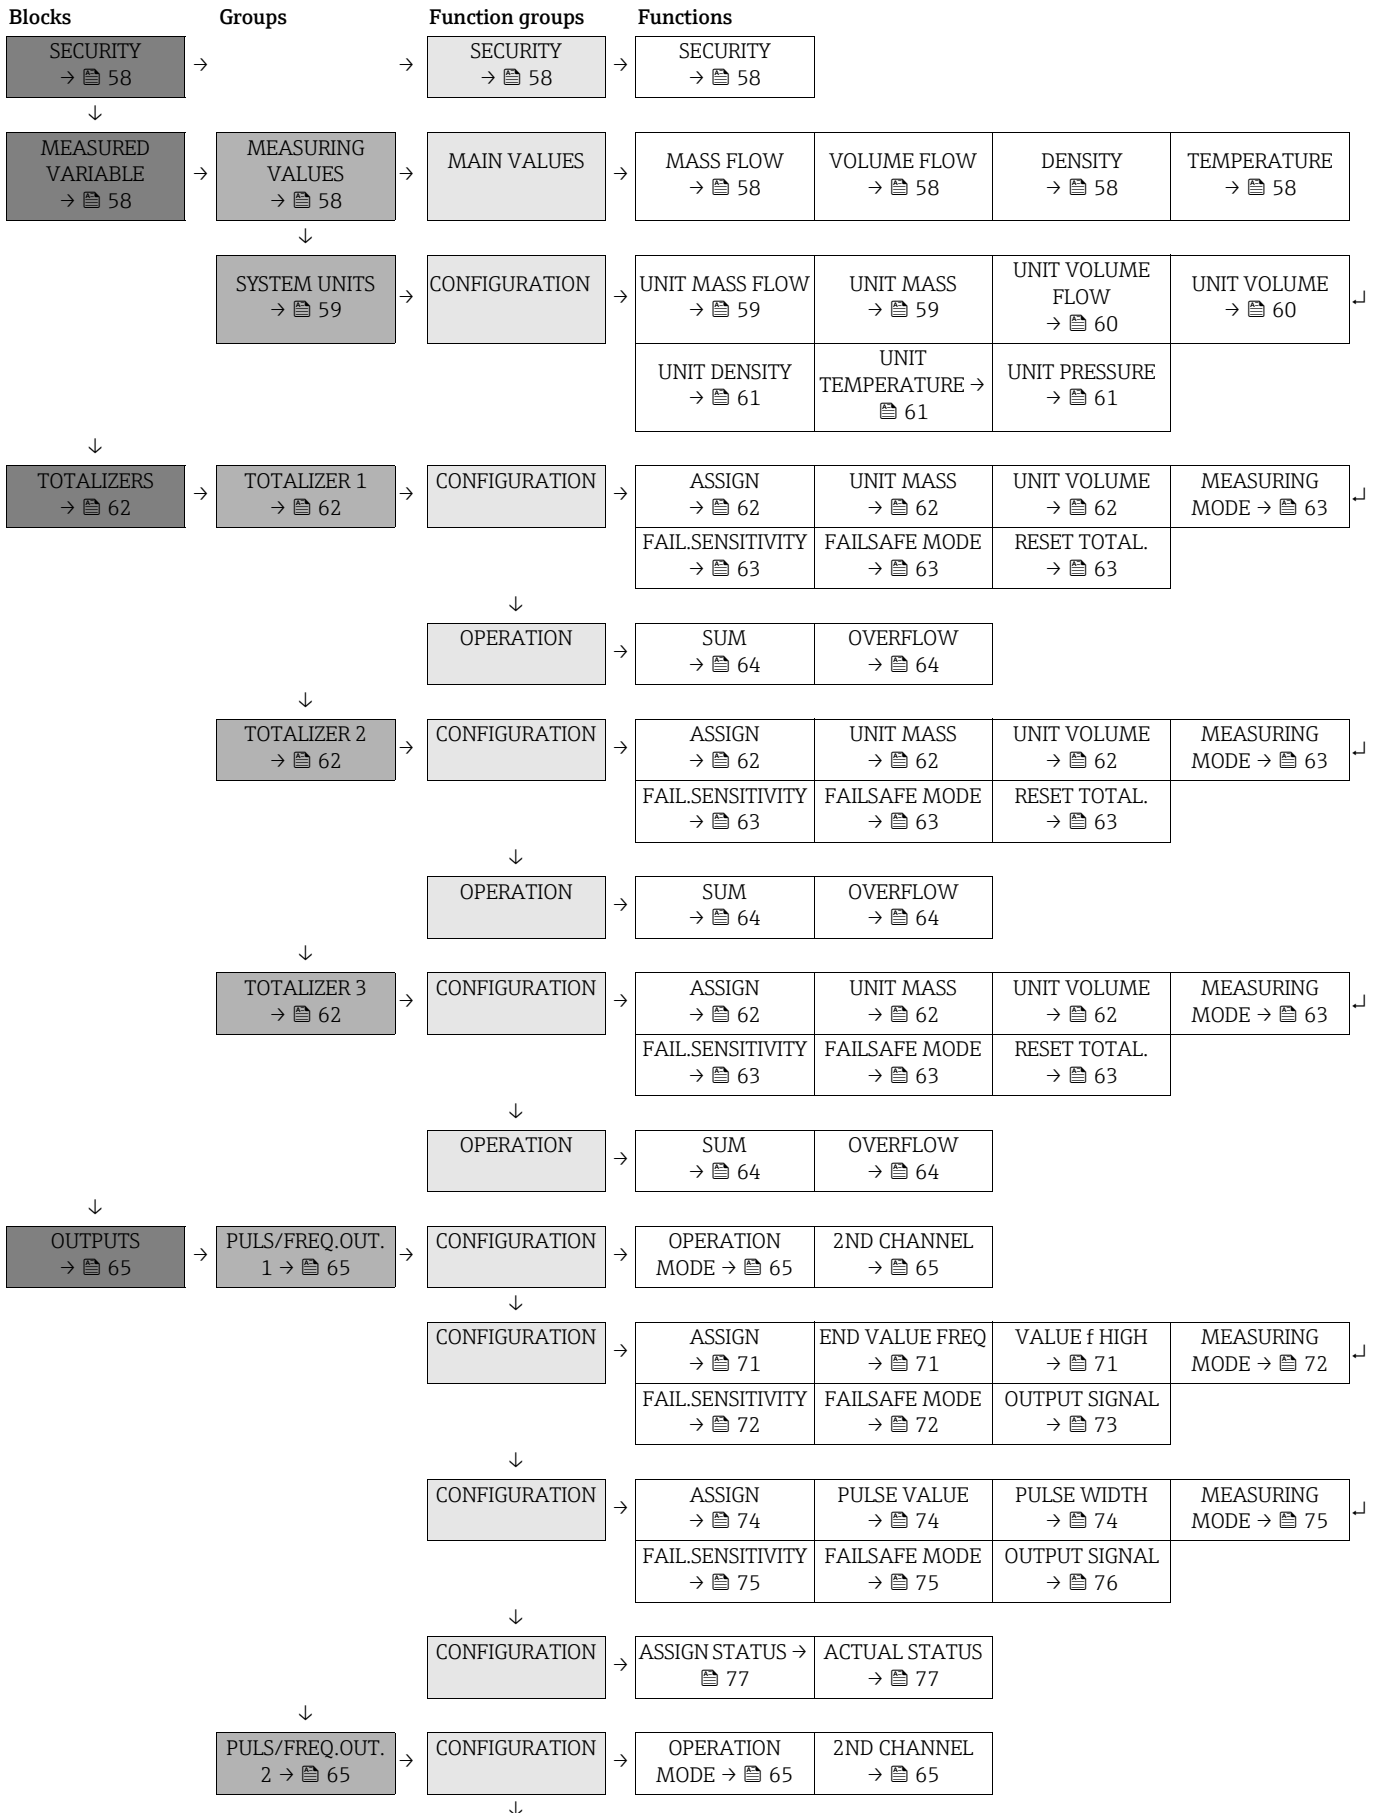 Blocks Groups Function groups Functions
SECURITY → 58 → → SECURITY → 58 → SECURITY → 58
↓
MEASURED VARIABLE → 58 → MEASURING VALUES → 58 → MAIN VALUES → MASS FLOW → 58 VOLUME FLOW → 58 DENSITY → 58 TEMPERATURE → 58
↓
SYSTEM UNITS → 59 → CONFIGURATION → UNIT MASS FLOW → 59 UNIT MASS → 59 UNIT VOLUME FLOW → 60 UNIT VOLUME → 60 ↵
UNIT DENSITY → 61 UNIT TEMPERATURE → 61 UNIT PRESSURE → 61
↓
TOTALIZERS → 62 → TOTALIZER 1 → 62 → CONFIGURATION → ASSIGN → 62 UNIT MASS → 62 UNIT VOLUME → 62 MEASURING MODE → 63 ↵
FAIL.SENSITIVITY → 63 FAILSAFE MODE → 63 RESET TOTAL. → 63
↓
OPERATION → SUM → 64 OVERFLOW → 64
↓
TOTALIZER 2 → 62 → CONFIGURATION → ASSIGN → 62 UNIT MASS → 62 UNIT VOLUME → 62 MEASURING MODE → 63 ↵
FAIL.SENSITIVITY → 63 FAILSAFE MODE → 63 RESET TOTAL. → 63
↓
OPERATION → SUM → 64 OVERFLOW → 64
↓
TOTALIZER 3 → 62 → CONFIGURATION → ASSIGN → 62 UNIT MASS → 62 UNIT VOLUME → 62 MEASURING MODE → 63 ↵
FAIL.SENSITIVITY → 63 FAILSAFE MODE → 63 RESET TOTAL. → 63
↓
OPERATION → SUM → 64 OVERFLOW → 64
↓
OUTPUTS → 65 → PULS/FREQ.OUT. 1 → 65 → CONFIGURATION → OPERATION MODE → 65 2ND CHANNEL → 65
↓
CONFIGURATION → ASSIGN → 71 END VALUE FREQ → 71 VALUE f HIGH → 71 MEASURING MODE → 72 ↵
FAIL.SENSITIVITY → 72 FAILSAFE MODE → 72 OUTPUT SIGNAL → 73
↓
CONFIGURATION → ASSIGN → 74 PULSE VALUE → 74 PULSE WIDTH → 74 MEASURING MODE → 75 ↵
FAIL.SENSITIVITY → 75 FAILSAFE MODE → 75 OUTPUT SIGNAL → 76
↓
CONFIGURATION → ASSIGN STATUS → 77 ACTUAL STATUS → 77
↓
PULS/FREQ.OUT. 2 → 65 → CONFIGURATION → OPERATION MODE → 65 2ND CHANNEL → 65
↓